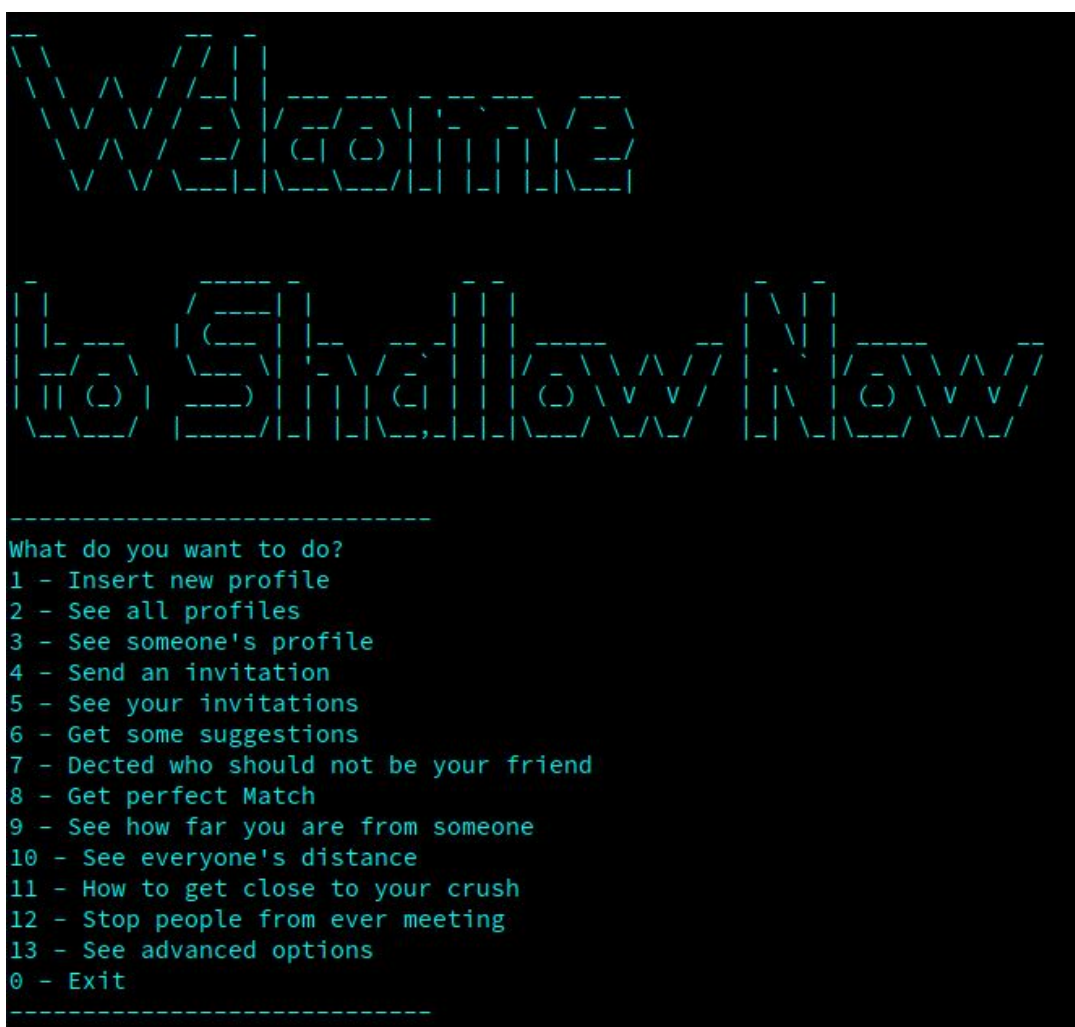 Welcome
to Shallow Now
------------------------------
What do you want to do?
1 - Insert new profile
2 - See all profiles
3 - See someone's profile
4 - Send an invitation
5 - See your invitations
6 - Get some suggestions
7 - Dected who should not be your friend
8 - Get perfect Match
9 - See how far you are from someone
10 - See everyone's distance
11 - How to get close to your crush
12 - Stop people from ever meeting
13 - See advanced options
0 - Exit
------------------------------